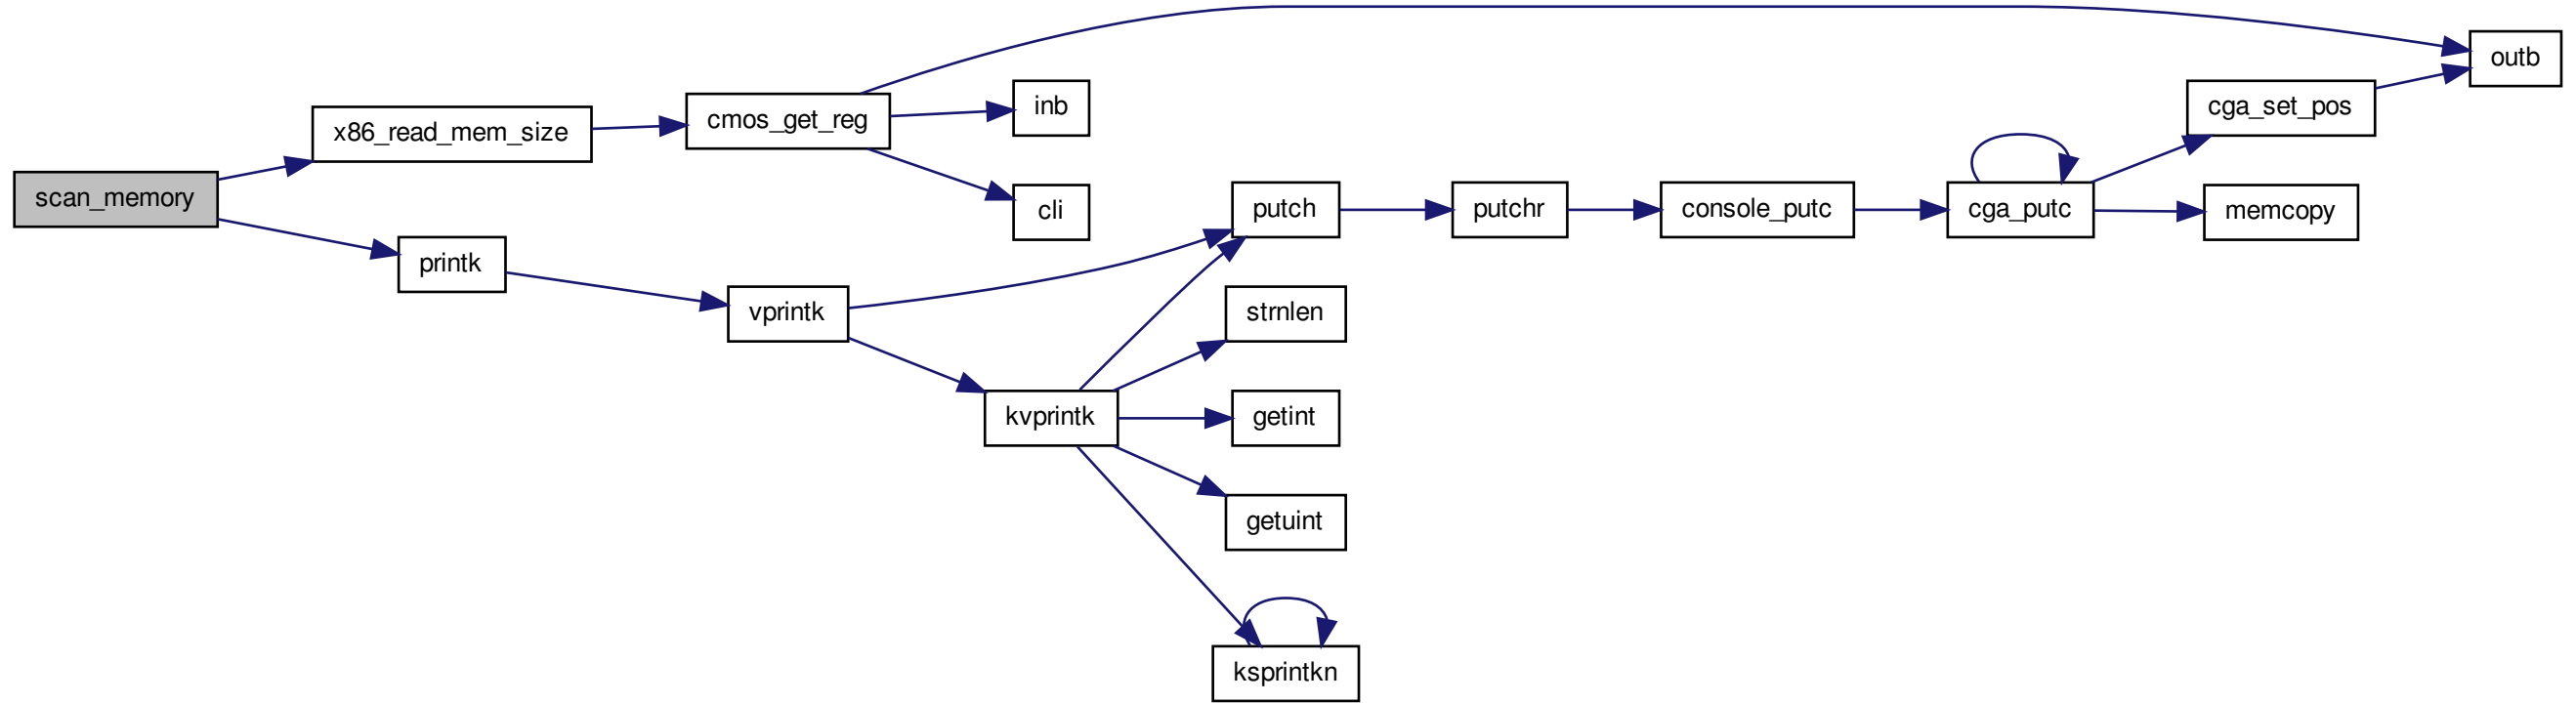 scan_memory
x86_read_mem_size
printk
cmos_get_reg
vprintk
inb
cli
kvprintk
putch
strnlen
getint
getuint
ksprintkn
putchr
console_putc
cga_putc
cga_set_pos
memcopy
outb